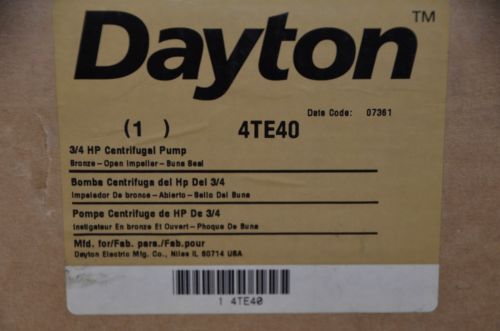 Dayton™
Date Code: 07361
(1 ) 4TE40
3/4 HP Centrifugal Pump
Bronze-Open Impeller-Buna Seal
Bomba Centrifuga del Hp Del 3/4
Impelador De bronce-Abierto-Sello Del Buna
Pompe Centrifuge de HP De 3/4
Instigateur En bronze Et Ouvert-Phoque De Buna
Mfd. for/Fab. para./Fab.pour
Dayton Electric Mfg. Co., Niles IL 60714 USA
1 4TE40